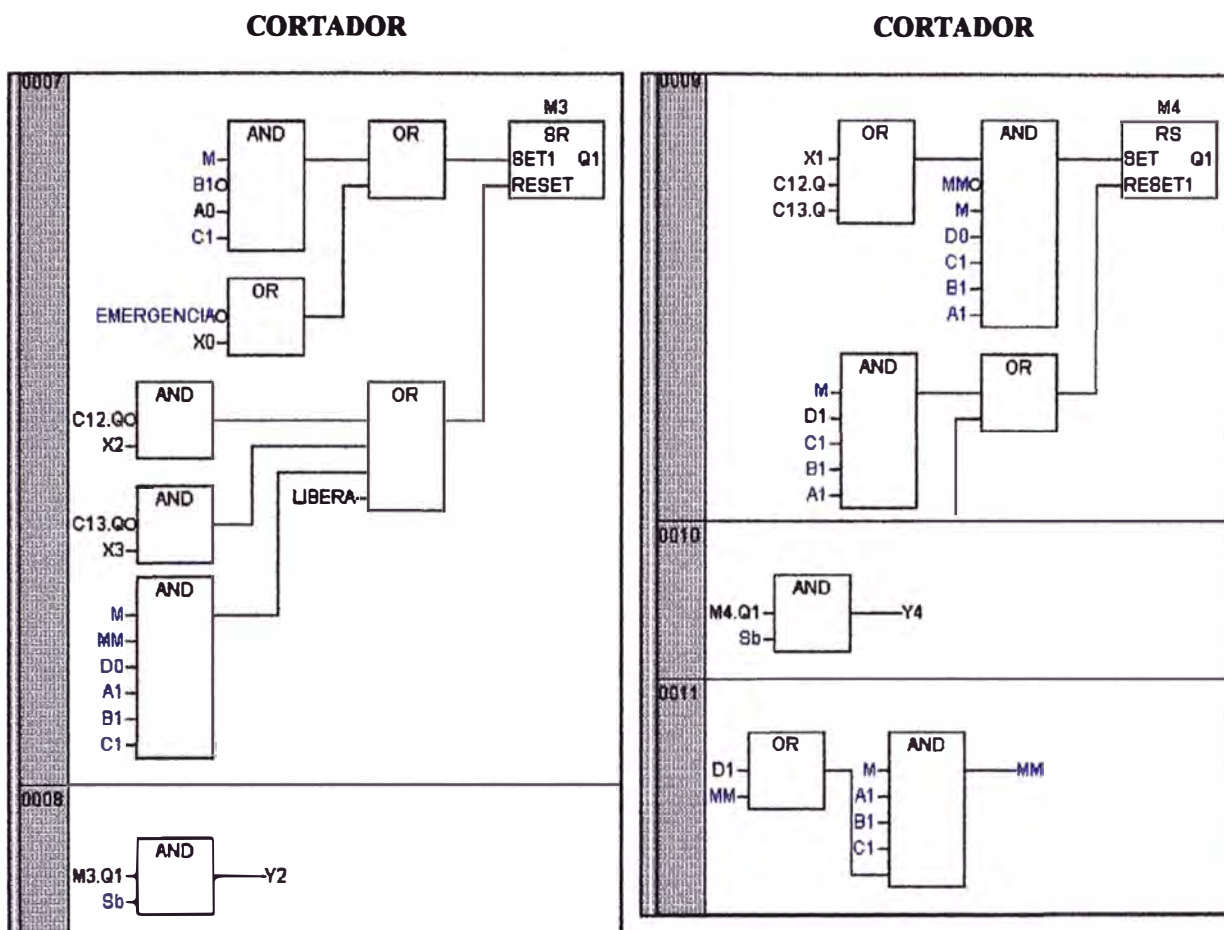 CORTADOR
0007
M3
AND
OR
SR
M
SET1 Q1
B1
RESET
A0
C1
OR
EMERGENCIA
X0
AND
OR
C12.Q
X2
AND
LIBERA
C13.Q
X3
AND
M
MM
D0
A1
B1
C1
0008
AND
M3.Q1
Y2
Sb
CORTADOR
0009
M4
OR
AND
RS
X1
SET Q1
C12.Q
MM
RESET1
C13.Q
M
D0
C1
B1
A1
AND
OR
M
D1
C1
B1
A1
0010
AND
M4.Q1
Y4
Sb
0011
OR
AND
D1
M
MM
MM
A1
B1
C1